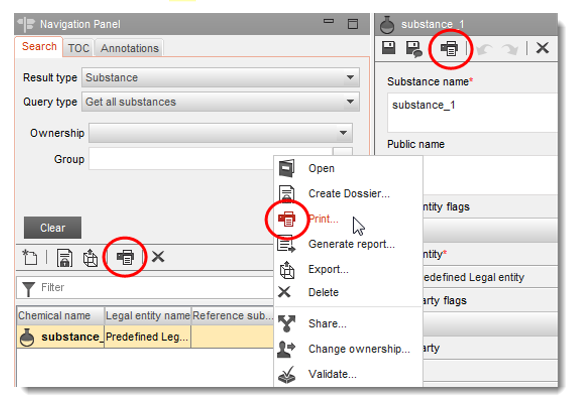 Navigation Panel
Search TOC Annotations
Result type Substance
Query type Get all substances
Ownership
Group
Clear
Filter
Chemical name Legal entity name Reference sub...
substance_ Predefined Leg...
Open
Create Dossier...
Print...
Generate report...
Export...
Delete
Share...
Change ownership...
Validate...
substance_1
Substance name*
substance_1
Public name
ntity flags
ntity*
edefined Legal entity
arty flags
arty